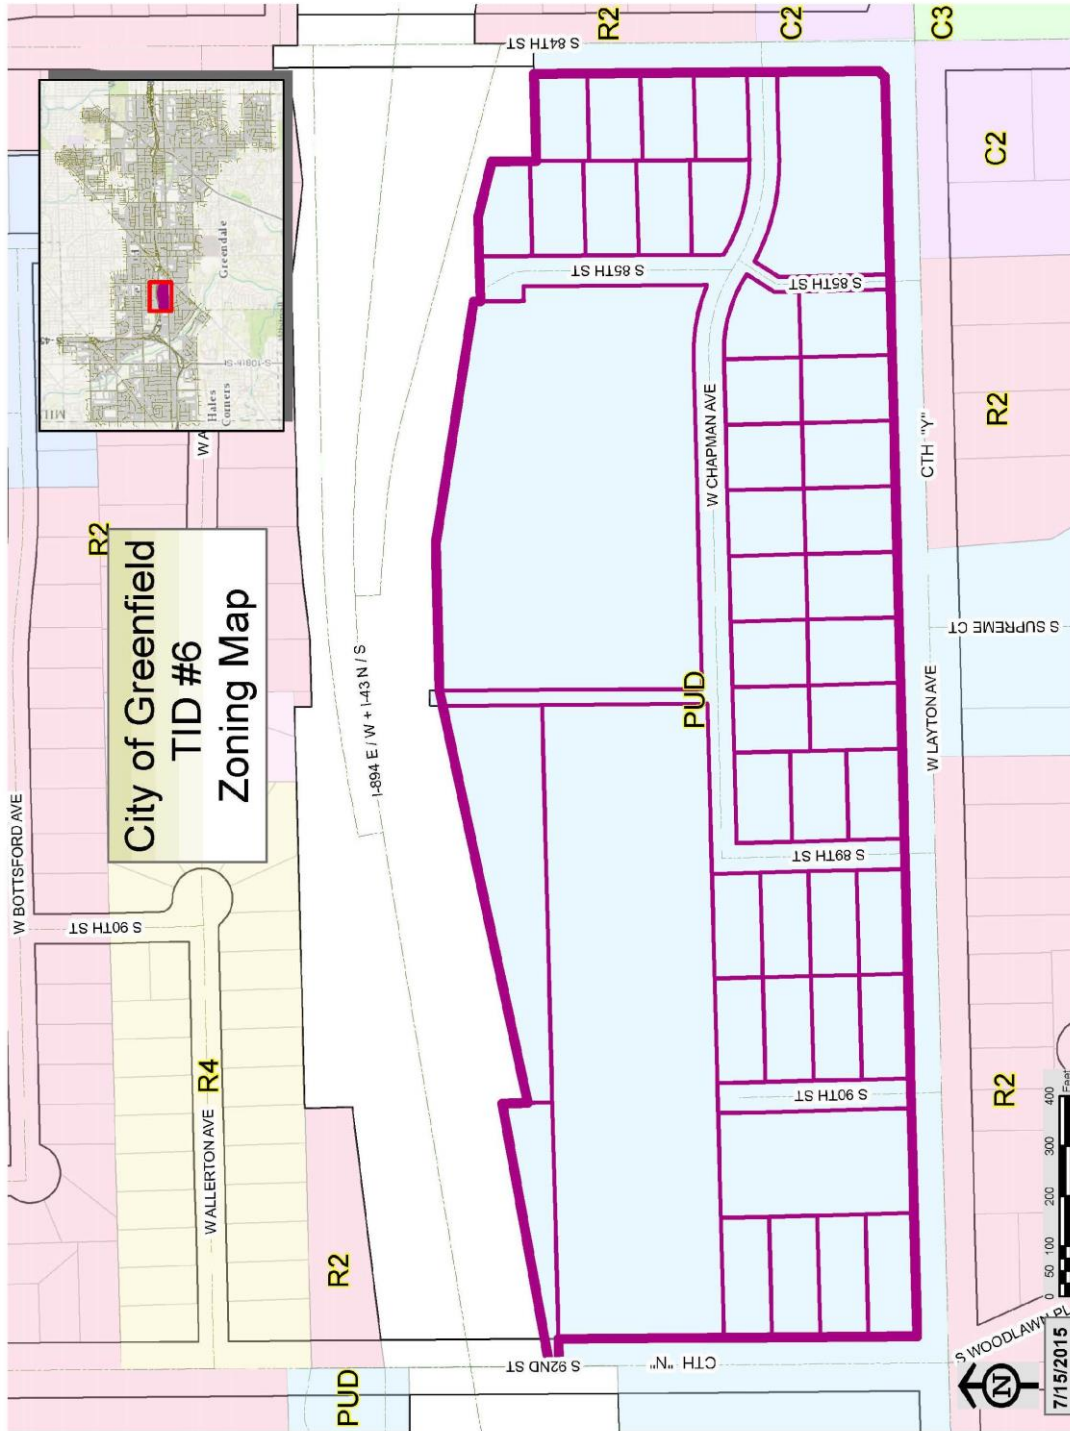 W BOTTSFORD AVE
R2
S 90TH ST
City of Greenfield
TID #6
Zoning Map
W ALLERTON AVE
R4
W A
MIL
Hales
Corners
Greendale
R2
PUD
I-894 E / W + I-43 N / S
S 92ND ST
CTH "N"
S 84TH ST
R2
C2
C3
S 85TH ST
PUD
W CHAPMAN AVE
S 90TH ST
S 89TH ST
S 85TH ST
W LAYTON AVE
CTH "Y"
S SUPREME CT
S WOODLAWN PL
R2
R2
C2
N
0 50 100 200 300 400
Feet
7/15/2015